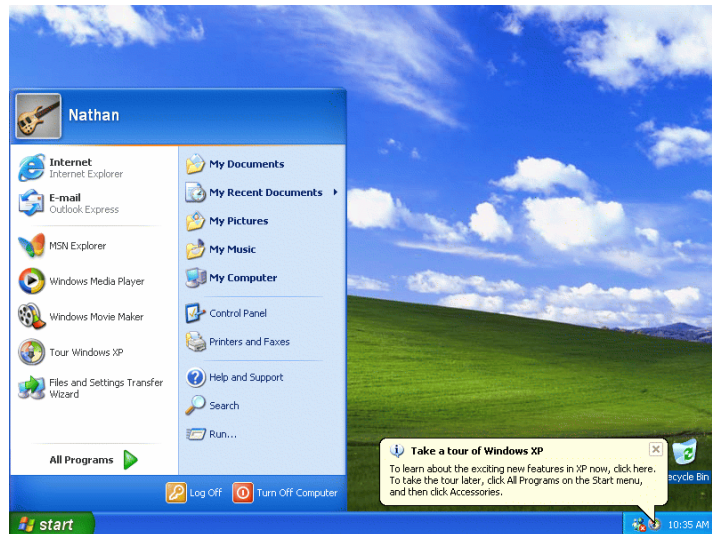 Nathan
Internet
Internet Explorer
E-mail
Outlook Express
MSN Explorer
Windows Media Player
Windows Movie Maker
Tour Windows XP
Files and Settings Transfer
Wizard
All Programs
My Documents
My Recent Documents
My Pictures
My Music
My Computer
Control Panel
Printers and Faxes
Help and Support
Search
Run...
Log Off
Turn Off Computer
Take a tour of Windows XP
To learn about the exciting new features in XP now, click here.
To take the tour later, click All Programs on the Start menu,
and then click Accessories.
ecycle Bin
start
10:35 AM